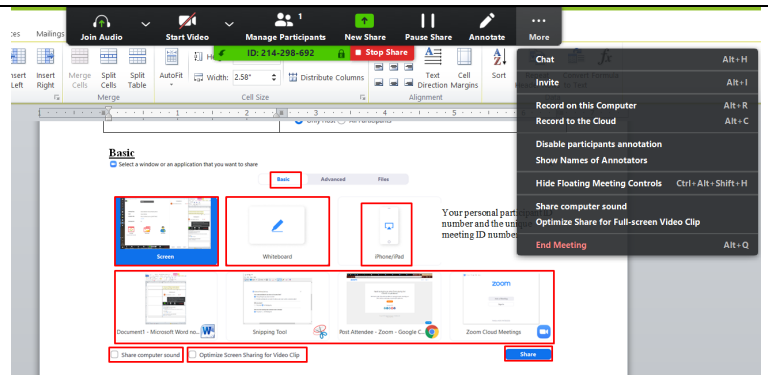 Join Audio
Start Video
1
Manage Participants
New Share
Pause Share
Annotate
More
ID: 214-298-692
Stop Share
Mailings
Insert Right
Merge Cells
Split Cells
Split Table
Merge
AutoFit
Width:
2.58"
Distribute Columns
Cell Size
Text Direction
Cell Margins
Alignment
Sort
Chat Alt+H
Invite Alt+I
Record on this Computer Alt+R
Record to the Cloud Alt+C
Disable participants annotation
Show Names of Annotators
Hide Floating Meeting Controls Ctrl+Alt+Shift+H
Share computer sound
Optimize Share for Full-screen Video Clip
End Meeting Alt+Q
Basic
Select a window or an application that you want to share
Basic Advanced Files
Screen
Whiteboard
iPhone/iPad
Your personal
number and the
meeting ID number
zoom
Document1 - Microsoft Word no...
Snipping Tool
Post Attendee - Zoom - Google C...
Zoom Cloud Meetings
Share computer sound
Optimize Screen Sharing for Video Clip
Share